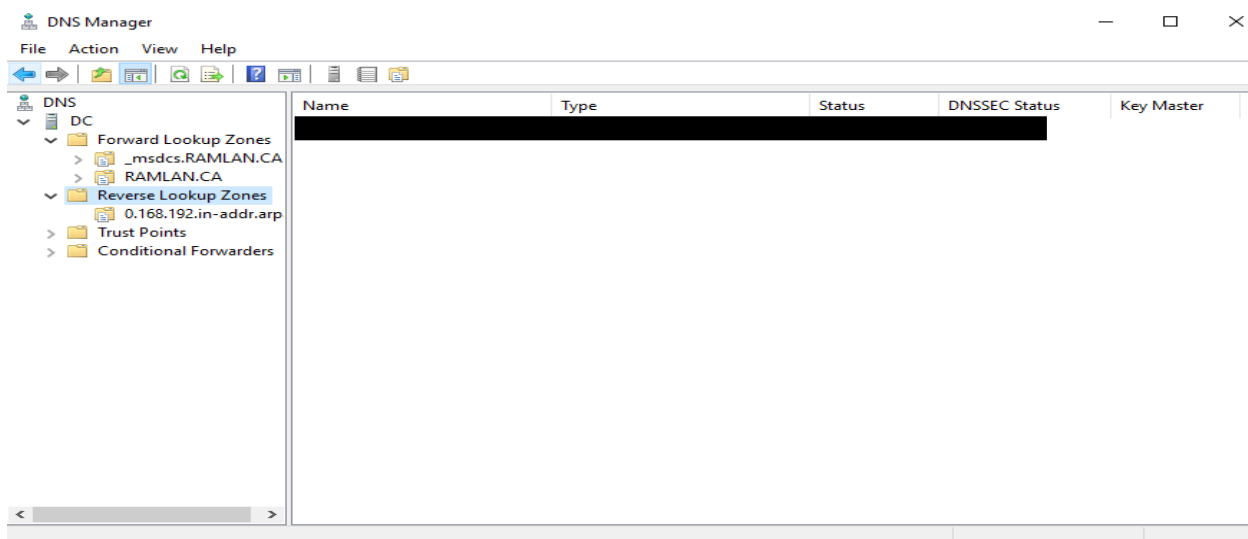 DNS Manager
File Action View Help
DNS
DC
Forward Lookup Zones
_msdcs.RAMLAN.CA
RAMLAN.CA
Reverse Lookup Zones
0.168.192.in-addr.arp
Trust Points
Conditional Forwarders
Name Type Status DNSSEC Status Key Master